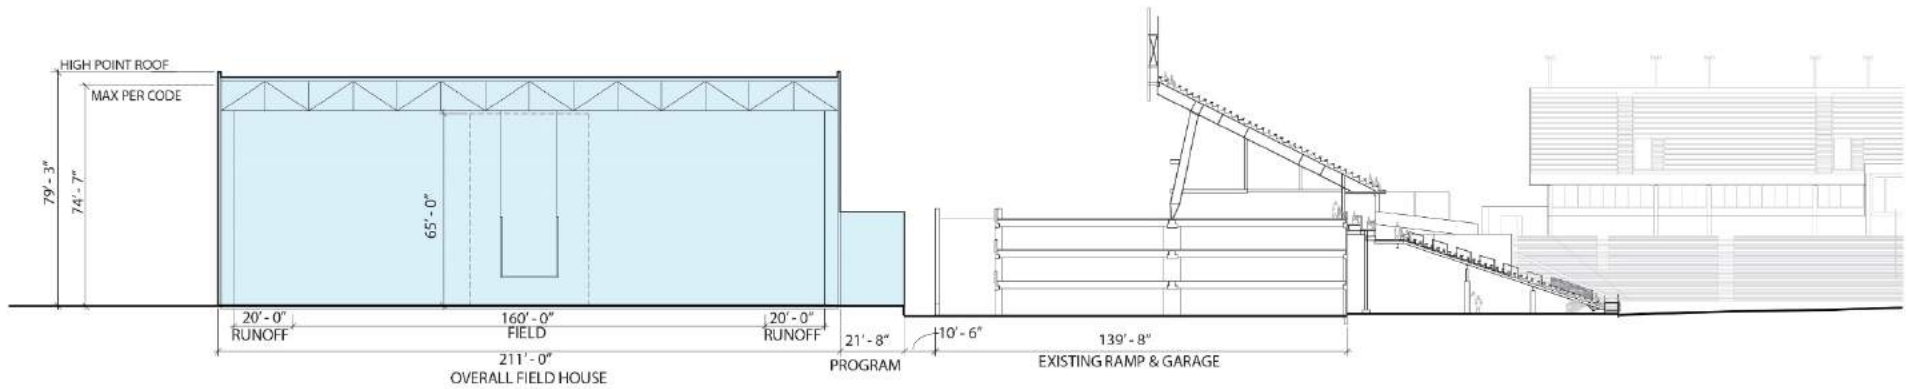 HIGH POINT ROOF
MAX PER CODE
79' - 3"
74' - 7"
65' - 0"
20' - 0"
RUNOFF
160' - 0"
FIELD
20' - 0"
RUNOFF
211' - 0"
OVERALL FIELD HOUSE
21' - 8"
PROGRAM
10' - 6"
139' - 8"
EXISTING RAMP & GARAGE